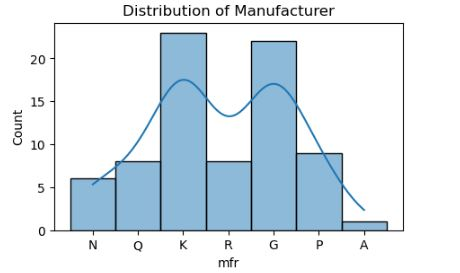 Distribution of Manufacturer
20
15
10
5
0
Count
N Q K R G P A
mfr